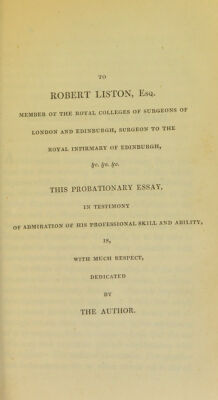 TO
ROBERT LISTON, Esq.
MEMBER OF THE ROYAL COLLEGES OF SURGEONS OF
LONDON AND EDINBURGH, SURGEON TO THE
ROYAL INFIRMARY OF EDINBURGH,
&c. &c. &c.
THIS PROBATIONARY ESSAY,
IN TESTIMONY
OF ADMIRATION OF HIS PROFESSIONAL SKILL AND ABILITY,
IS,
WITH MUCH RESPECT,
DEDICATED
BY
THE AUTHOR.